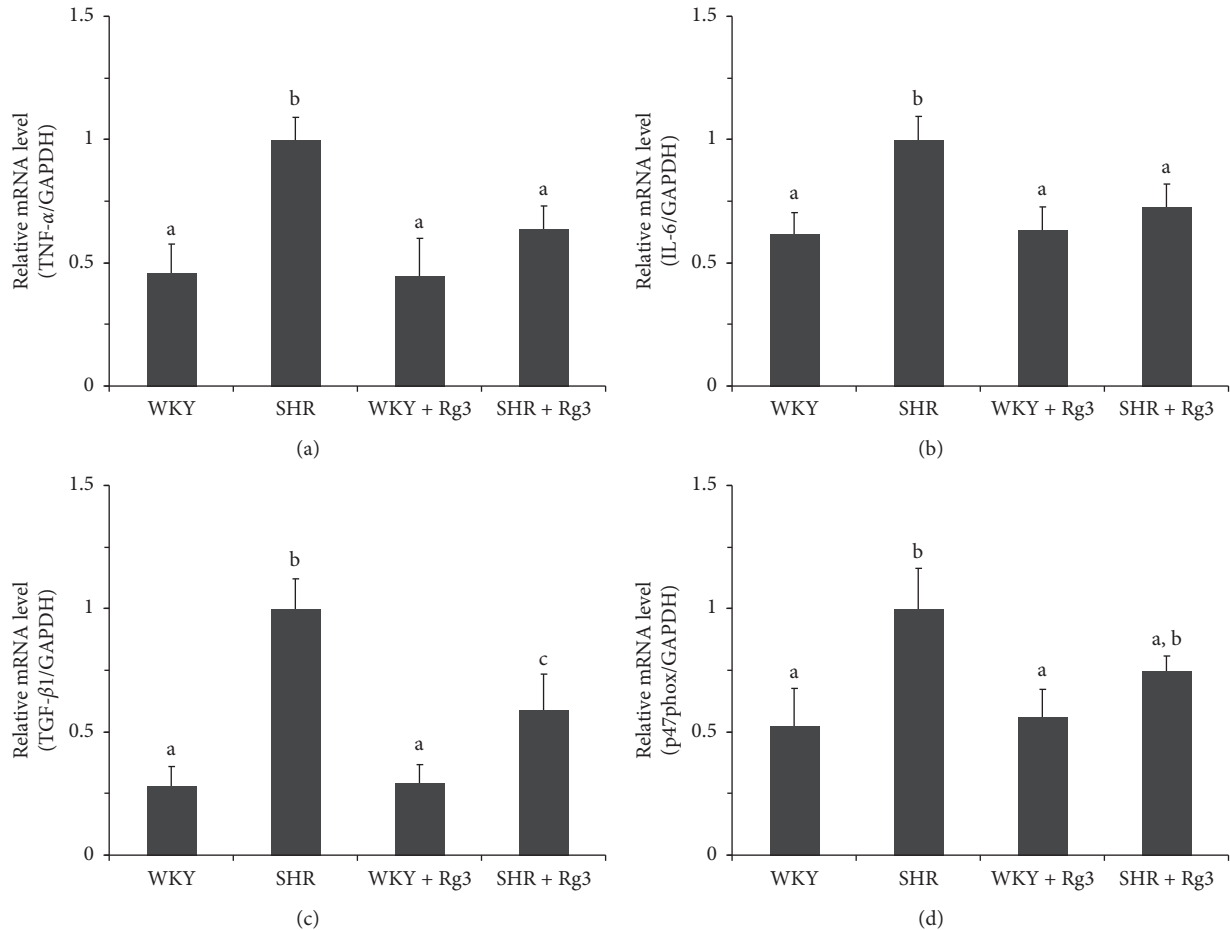 1.5
1
0.5
0
Relative mRNA level
(TNF-α/GAPDH)
a
b
a
a
WKY
SHR
WKY + Rg3
SHR + Rg3
(a)
1.5
1
0.5
0
Relative mRNA level
(IL-6/GAPDH)
a
b
a
a
WKY
SHR
WKY + Rg3
SHR + Rg3
(b)
1.5
1
0.5
0
Relative mRNA level
(TGF-β1/GAPDH)
a
b
a
c
WKY
SHR
WKY + Rg3
SHR + Rg3
(c)
1.5
1
0.5
0
Relative mRNA level
(p47phox/GAPDH)
a
b
a
a, b
WKY
SHR
WKY + Rg3
SHR + Rg3
(d)